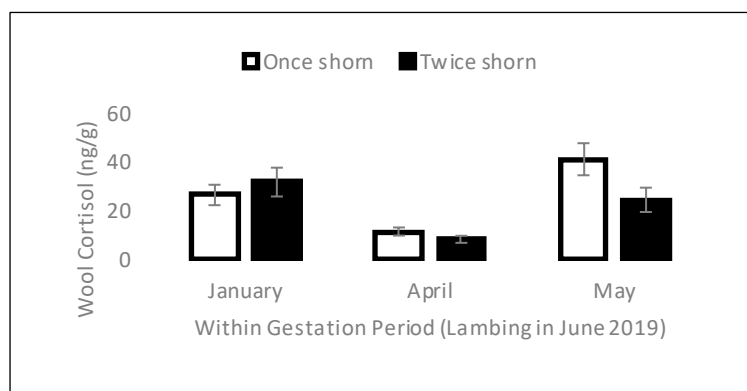 Once shorn Twice shorn
Wool Cortisol (ng/g)
60
40
20
0
January April May
Within Gestation Period (Lambing in June 2019)